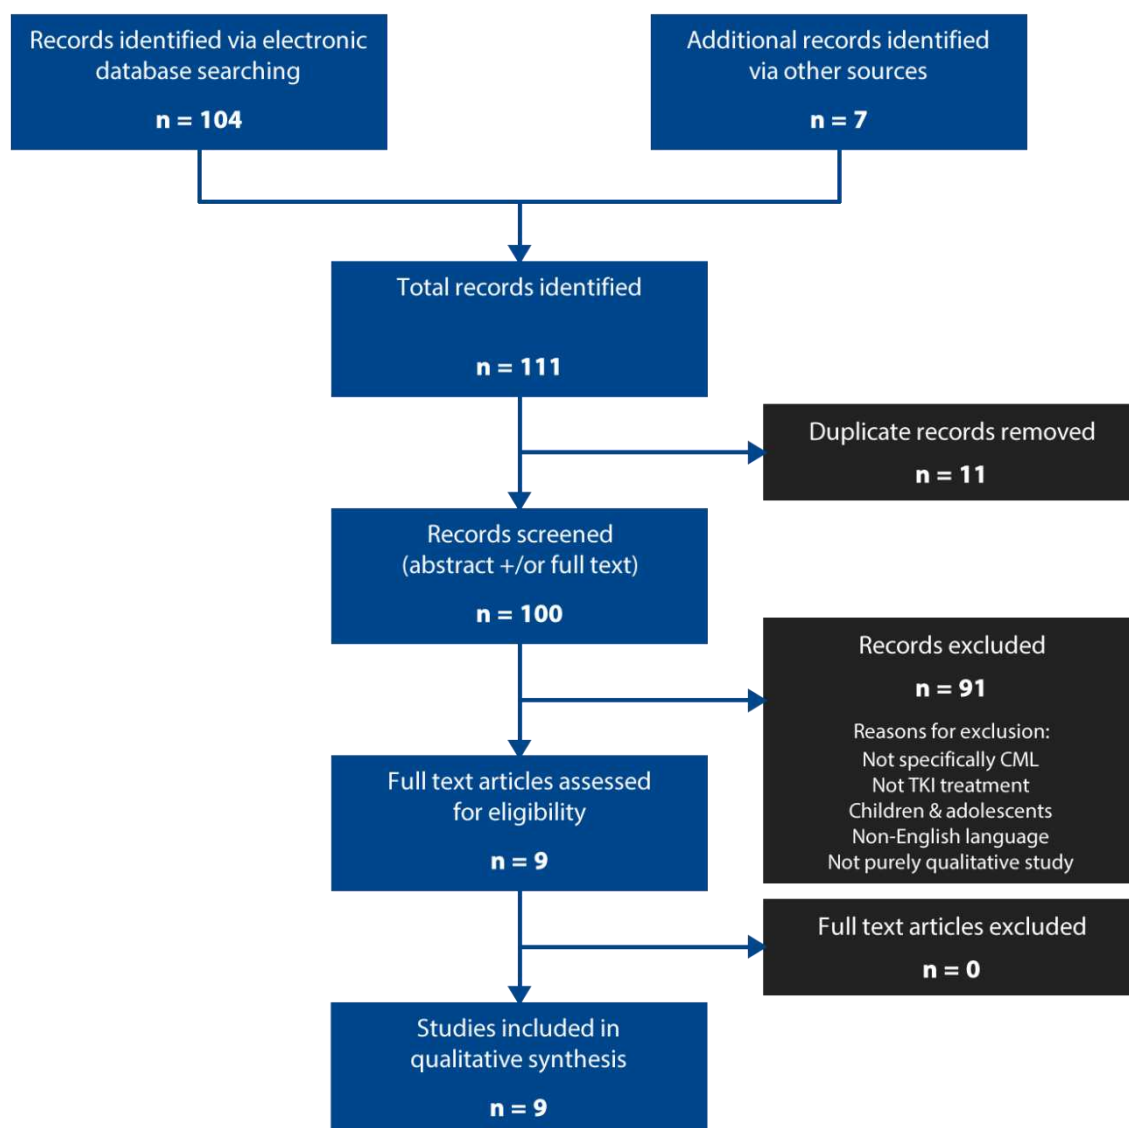 Records identified via electronic
database searching
n = 104
Additional records identified
via other sources
n = 7
Total records identified
n = 111
Duplicate records removed
n = 11
Records screened
(abstract +/or full text)
n = 100
Records excluded
n = 91
Reasons for exclusion:
Not specifically CML
Not TKI treatment
Children & adolescents
Non-English language
Not purely qualitative study
Full text articles assessed
for eligibility
n = 9
Full text articles excluded
n = 0
Studies included in
qualitative synthesis
n = 9